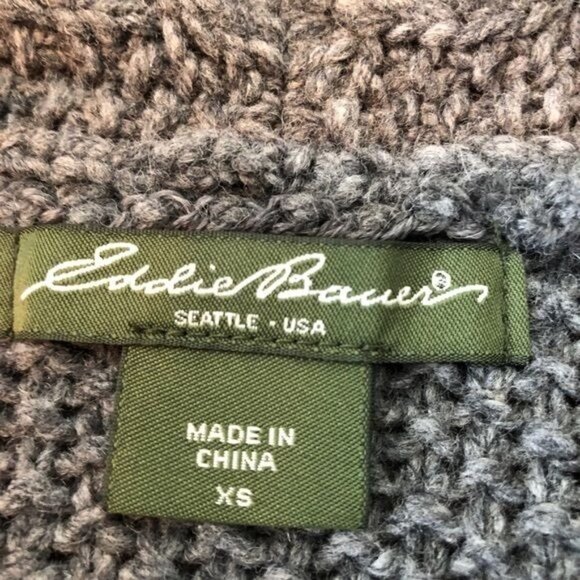 Eddie Bauer®
SEATTLE · USA
MADE IN
CHINA
XS